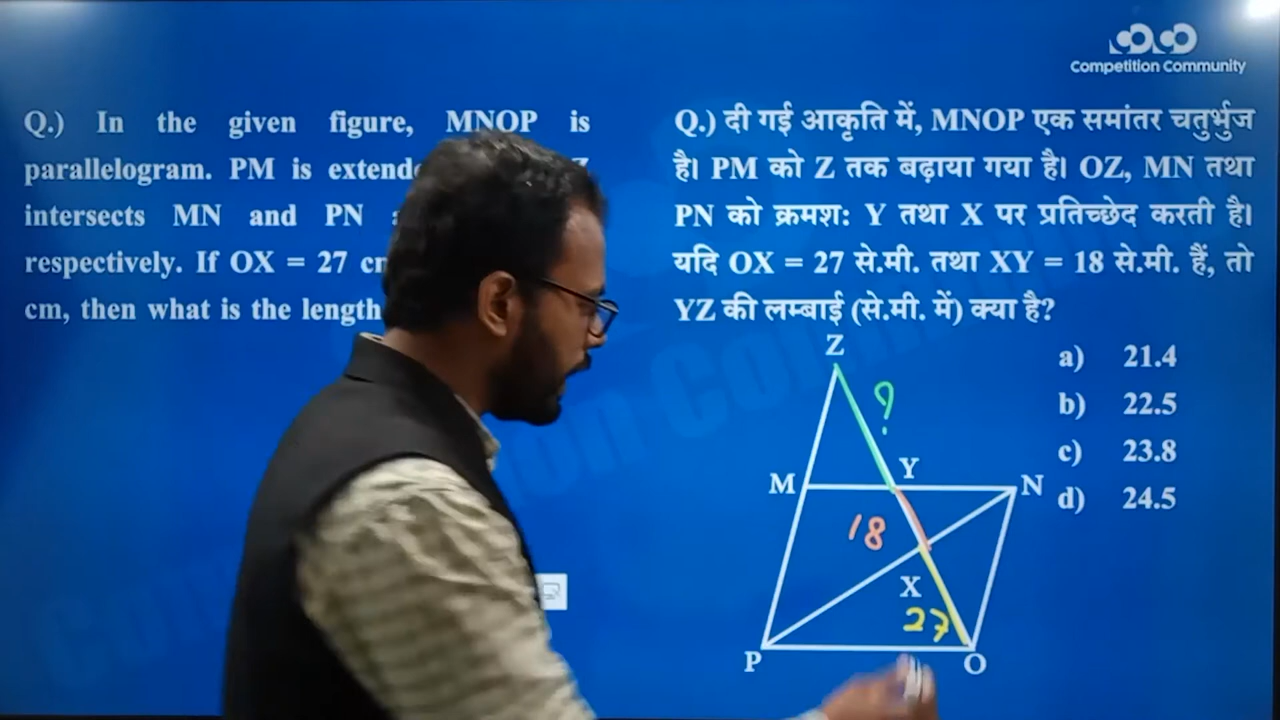 Competition Community
Q.) In the given figure, MNOP is
parallelogram. PM is
intersects MN and PN
respectively. If OX = 27
cm, then what is the length
Q.) दी गई आकृति में, MNOP एक समांतर चतुर्भुज
है। PM को Z तक बढ़ाया गया है। OZ, MN तथा
PN को क्रमश: Y तथा X पर प्रतिच्छेद करती है।
यदि OX = 27 से.मी. तथा XY = 18 से.मी. हैं, तो
YZ की लम्बाई (से.मी. में) क्या है?
a) 21.4
b) 22.5
c) 23.8
d) 24.5
Z
?
M
Y
N
18
X
27
P
O